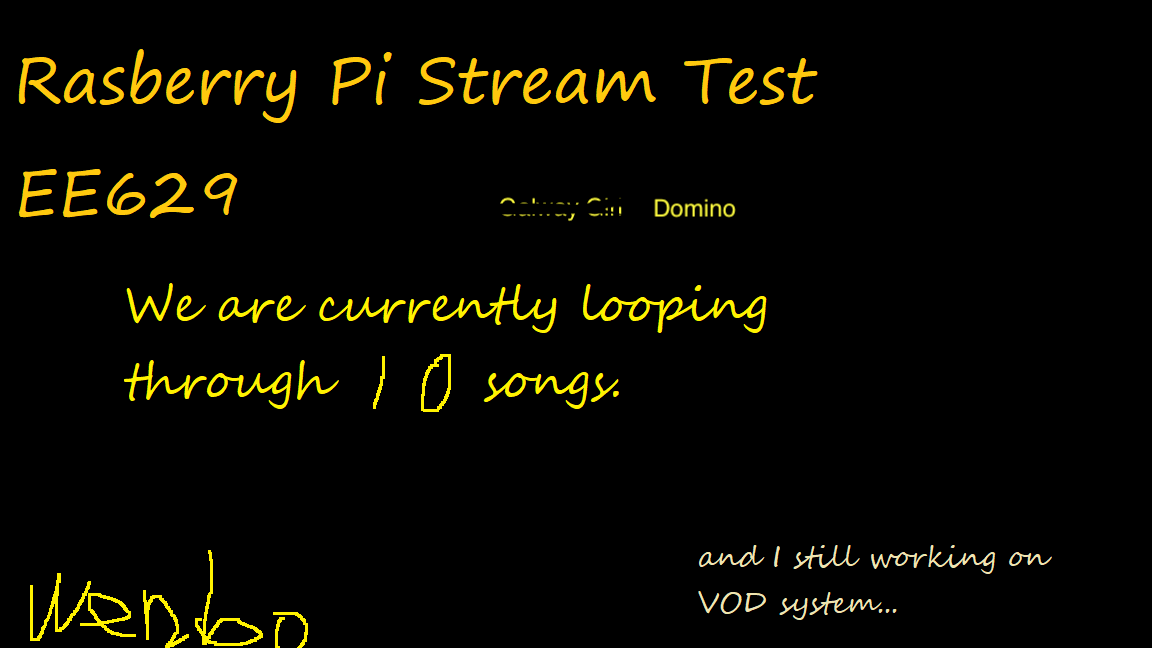 Rasberry Pi Stream Test
EE629
Galway Girl Domino
We are currently looping
through 10 songs.
and I still working on
VOD system...
wenbo